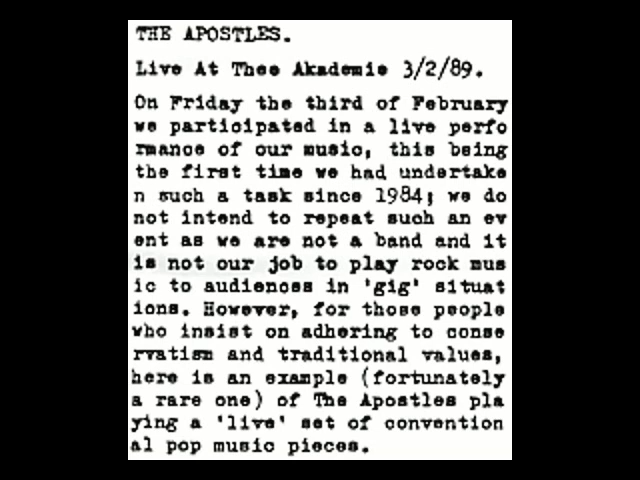 THE APOSTLES.
Live At Thee Akademie 3/2/89.
On Friday the third of February
we participated in a live perfo
rmance of our music, this being
the first time we had undertake
n such a task since 1984; we do
not intend to repeat such an ev
ent as we are not a band and it
is not our job to play rock mus
ic to audiences in 'gig' situat
ions. However, for those people
who insist on adhering to conse
rvatism and traditional values,
here is an example (fortunately
a rare one) of The Apostles pla
ying a 'live' set of convention
al pop music pieces.